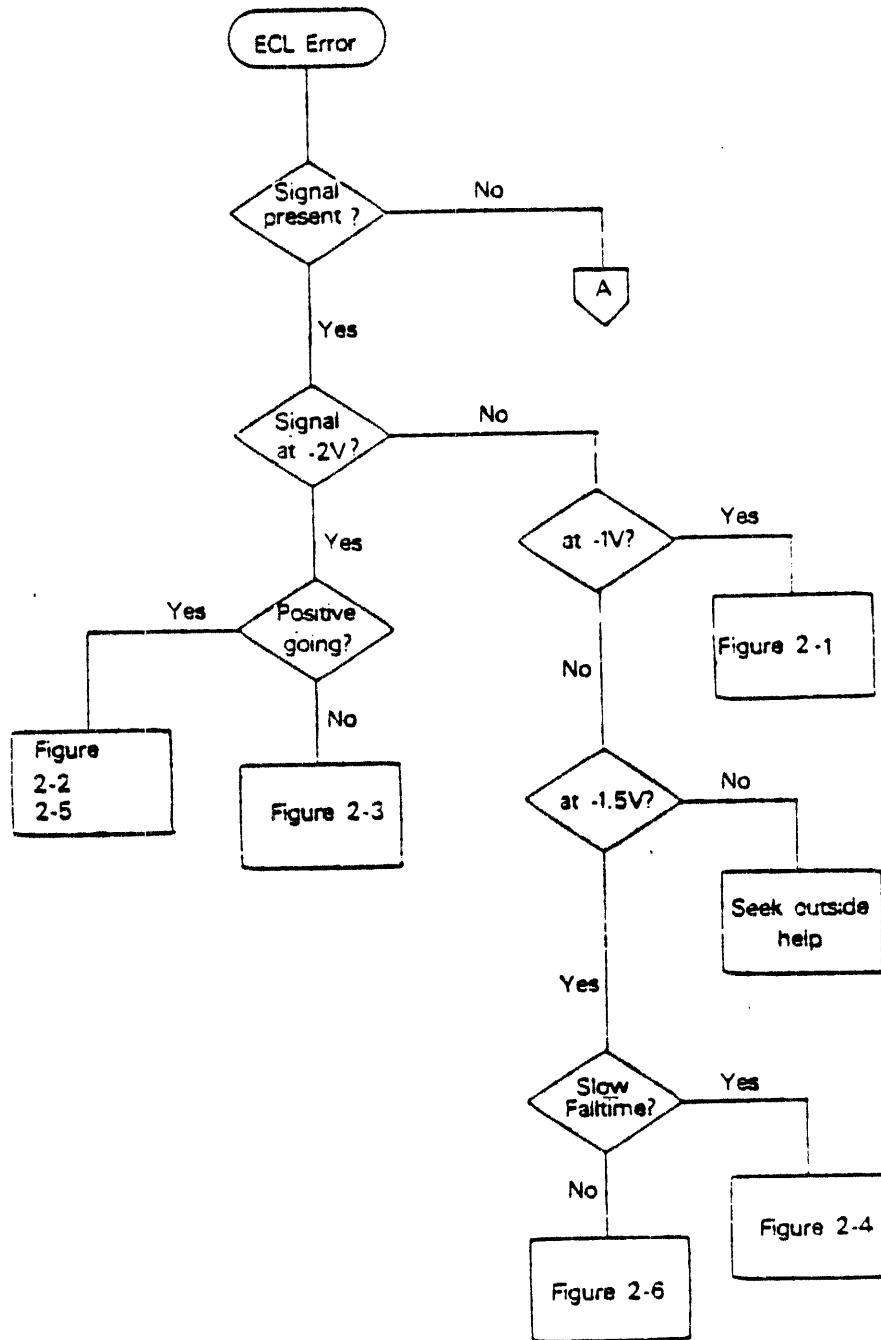 ECL Error
Signal
present ?
No
A
Yes
Signal
at -2V?
No
Yes
at -1V?
Yes
Figure 2-1
Positive
going?
Yes
No
Figure
2-2
2-5
Figure 2-3
No
at -1.5V?
No
Seek outside
help
Yes
Slow
Falltime?
Yes
Figure 2-4
No
Figure 2-6